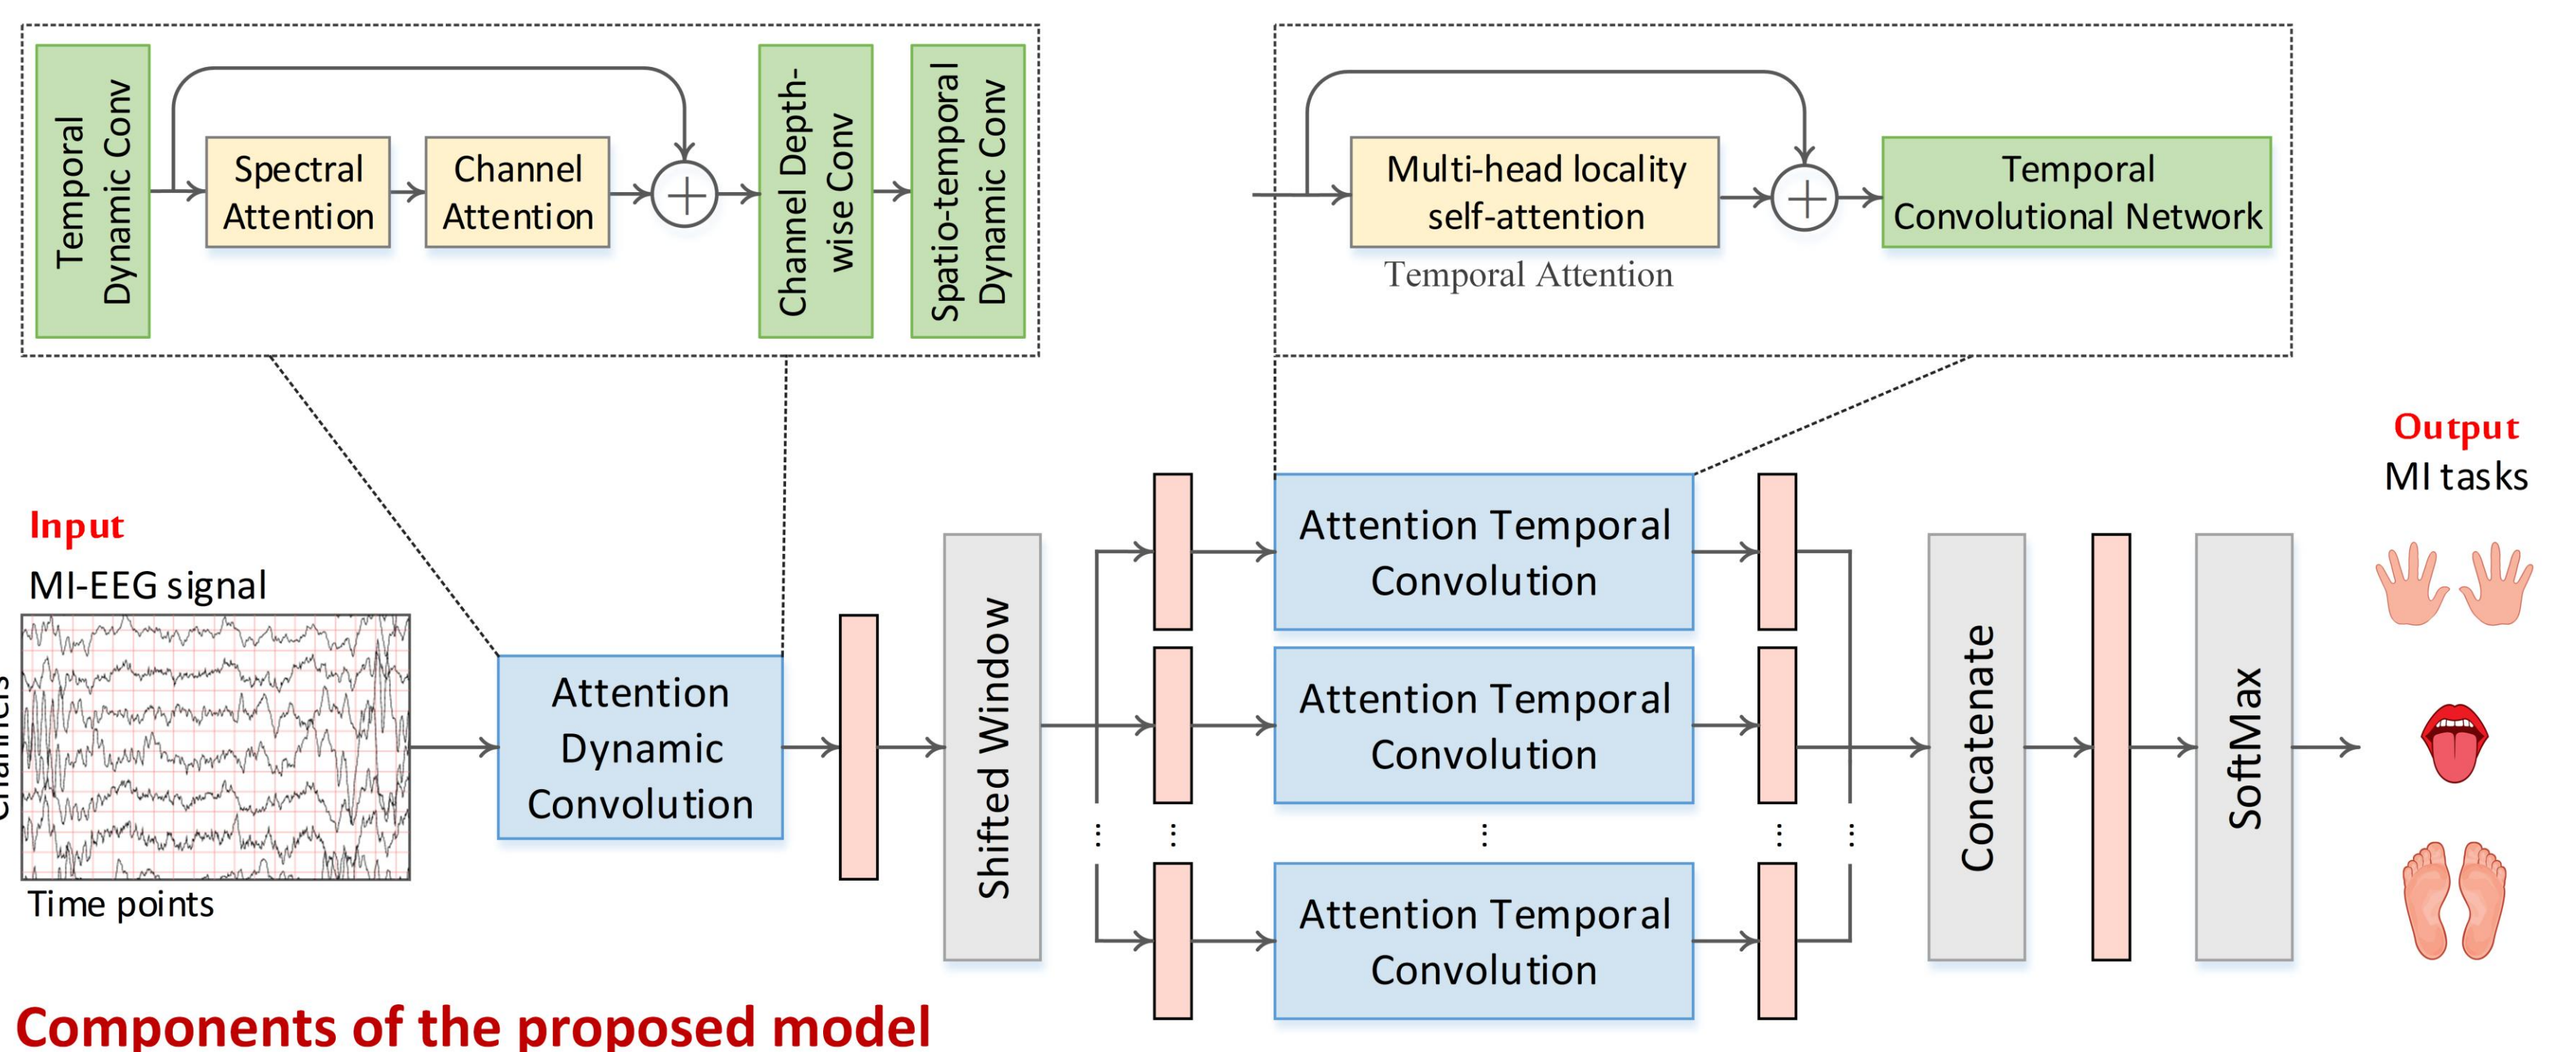 Temporal
Dynamic Conv
Spectral
Attention
Channel
Attention
Channel Depth-
wise Conv
Spatio-temporal
Dynamic Conv
Multi-head locality
self-attention
Temporal Attention
Temporal
Convolutional Network
Input
MI-EEG signal
Time points
Attention
Dynamic
Convolution
Shifted Window
Attention Temporal
Convolution
Attention Temporal
Convolution
Attention Temporal
Convolution
Concatenate
SoftMax
Output
MI tasks
Components of the proposed model